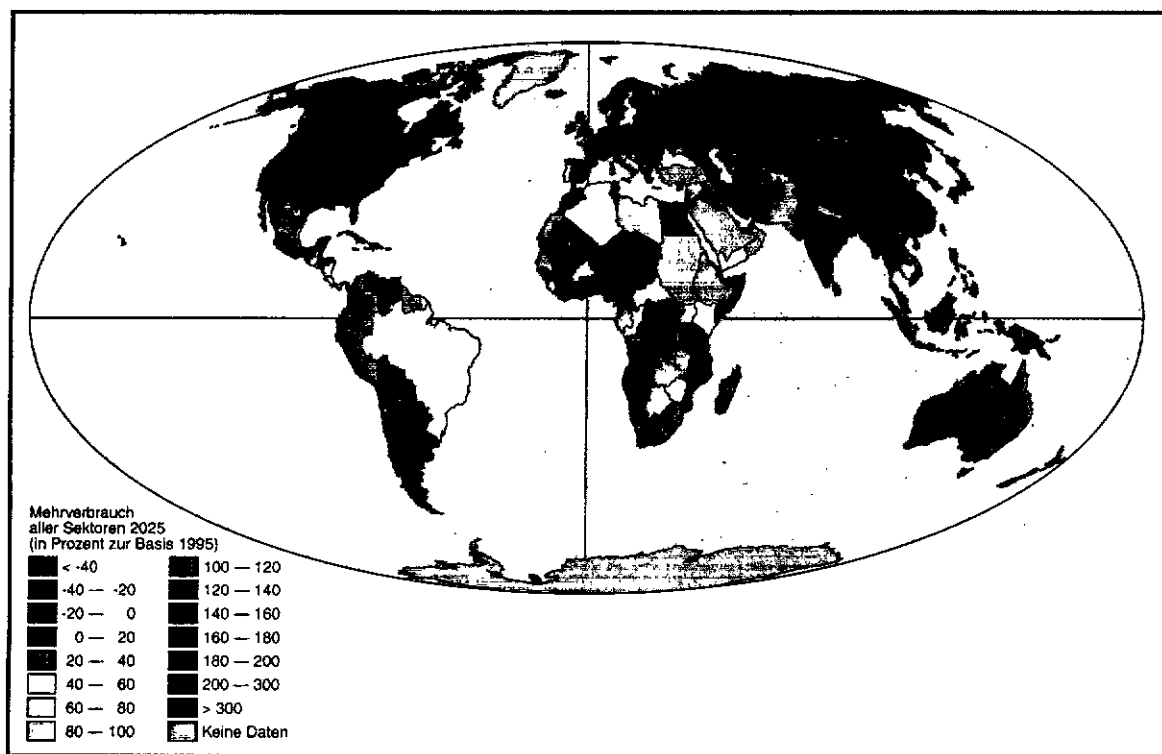 Mehrverbrauch
aller Sektoren 2025
(in Prozent zur Basis 1995)
< -40
-40 — -20
-20 — 0
0 — 20
20 — 40
40 — 60
60 — 80
80 — 100
100 — 120
120 — 140
140 — 160
160 — 180
180 — 200
200 — 300
> 300
Keine Daten